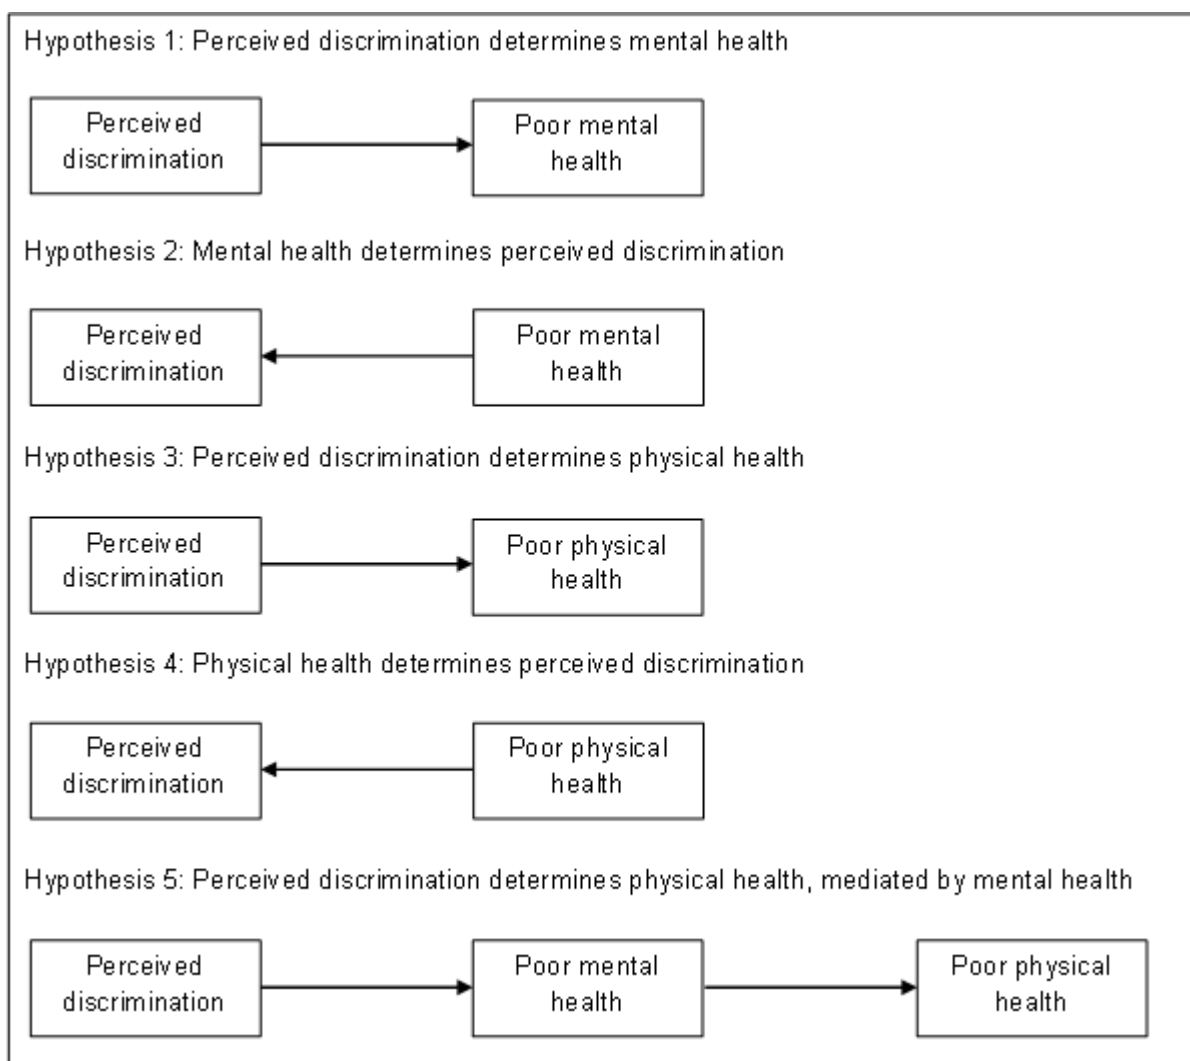 Hypothesis 1: Perceived discrimination determines mental health
Perceived
discrimination
Poor mental
health
Hypothesis 2: Mental health determines perceived discrimination
Perceived
discrimination
Poor mental
health
Hypothesis 3: Perceived discrimination determines physical health
Perceived
discrimination
Poor physical
health
Hypothesis 4: Physical health determines perceived discrimination
Perceived
discrimination
Poor physical
health
Hypothesis 5: Perceived discrimination determines physical health, mediated by mental health
Perceived
discrimination
Poor mental
health
Poor physical
health